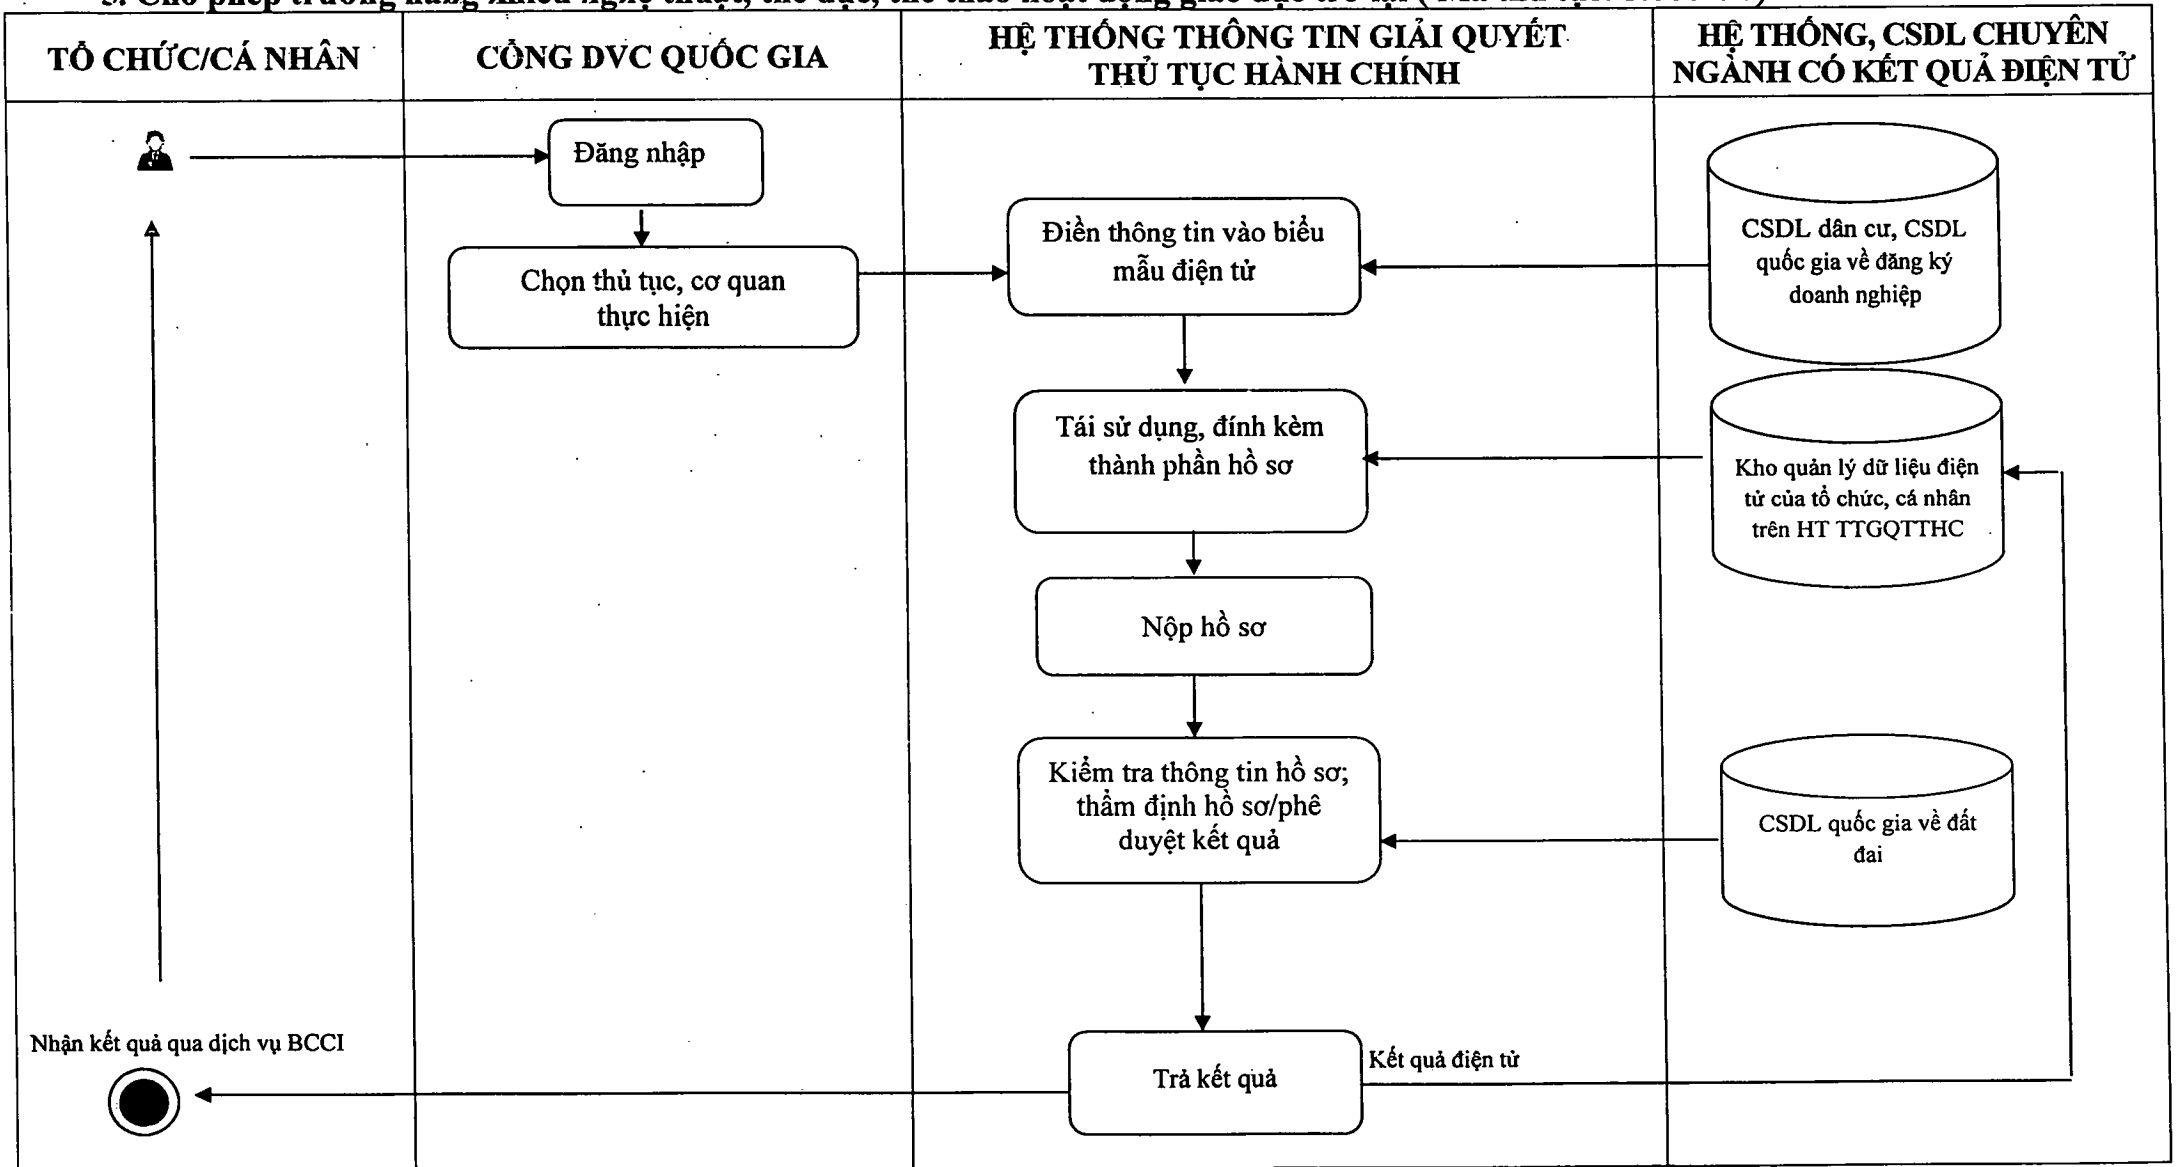 TỔ CHỨC/CÁ NHÂN
CỔNG DVC QUỐC GIA
HỆ THỐNG THÔNG TIN GIẢI QUYẾT
THỦ TỤC HÀNH CHÍNH
HỆ THỐNG, CSDL CHUYÊN
NGÀNH CÓ KẾT QUẢ ĐIỆN TỬ
Đăng nhập
Chọn thủ tục, cơ quan
thực hiện
Điền thông tin vào biểu
mẫu điện tử
CSDL dân cư, CSDL
quốc gia về đăng ký
doanh nghiệp
Tái sử dụng, đính kèm
thành phần hồ sơ
Kho quản lý dữ liệu điện
tử của tổ chức, cá nhân
trên HT TTGQTTHC
Nộp hồ sơ
Kiểm tra thông tin hồ sơ;
thẩm định hồ sơ/phê
duyệt kết quả
CSDL quốc gia về đất
đai
Nhận kết quả qua dịch vụ BCCI
Trả kết quả
Kết quả điện tử